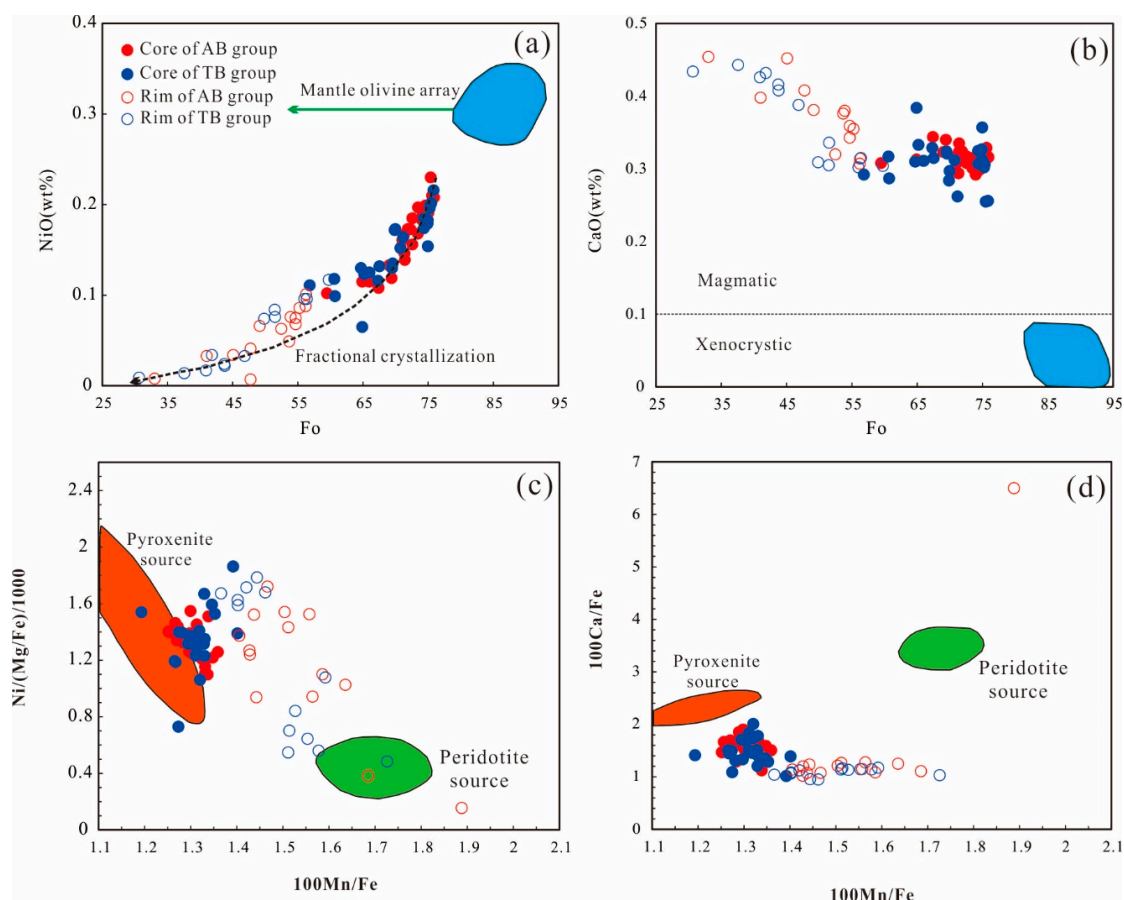 (a)
Core of AB group
Core of TB group
Rim of AB group
Rim of TB group
Mantle olivine array
Fractional crystallization
NiO(wt%)
0.4
0.3
0.2
0.1
0
25 35 45 55 65 75 85 95
Fo
(b)
CaO(wt%)
0.5
0.4
0.3
0.2
0.1
0
Magmatic
Xenocrystic
25 35 45 55 65 75 85 95
Fo
(c)
Ni/(Mg/Fe)/1000
2.4
2
1.6
1.2
0.8
0.4
0
Pyroxenite
source
Peridotite
source
1.1 1.2 1.3 1.4 1.5 1.6 1.7 1.8 1.9 2 2.1
100Mn/Fe
(d)
100Ca/Fe
7
6
5
4
3
2
1
0
Pyroxenite
source
Peridotite
source
1.1 1.2 1.3 1.4 1.5 1.6 1.7 1.8 1.9 2 2.1
100Mn/Fe